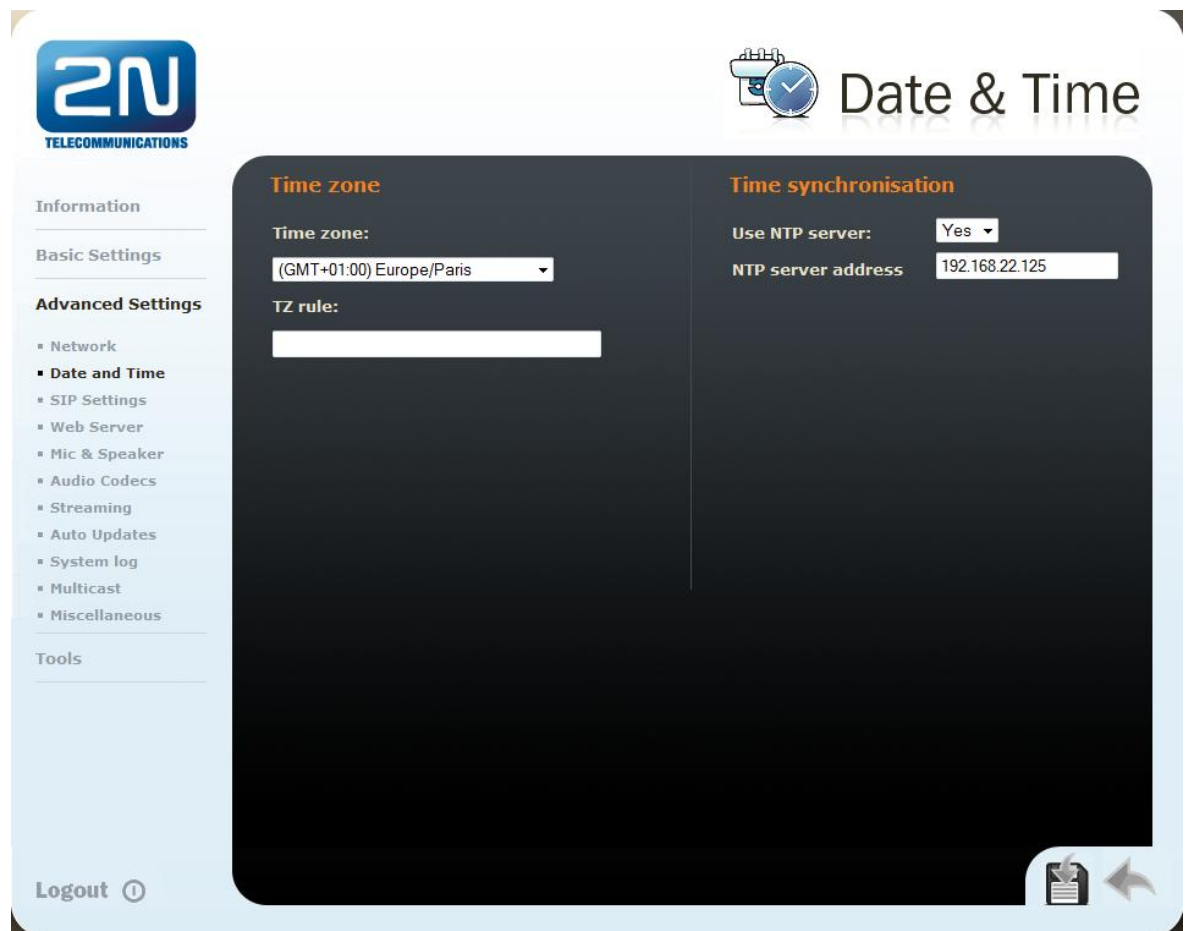 2N
TELECOMMUNICATIONS
Date & Time
Information
Basic Settings
Advanced Settings
Network
Date and Time
SIP Settings
Web Server
Mic & Speaker
Audio Codecs
Streaming
Auto Updates
System log
Multicast
Miscellaneous
Tools
Logout
Time zone
Time zone:
(GMT+01:00) Europe/Paris
TZ rule:
Time synchronisation
Use NTP server: Yes
NTP server address 192.168.22.125